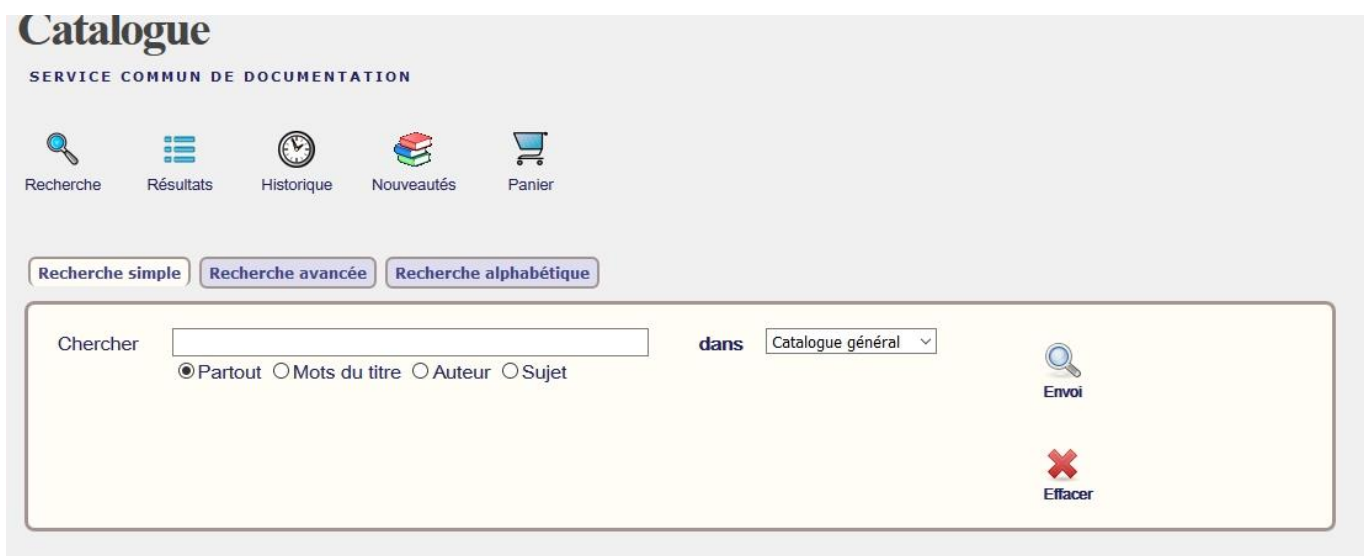 Catalogue
SERVICE COMMUN DE DOCUMENTATION
Recherche Résultats Historique Nouveautés Panier
Recherche simple Recherche avancée Recherche alphabétique
Chercher dans Catalogue général
Partout Mots du titre Auteur Sujet
Envoi
Effacer